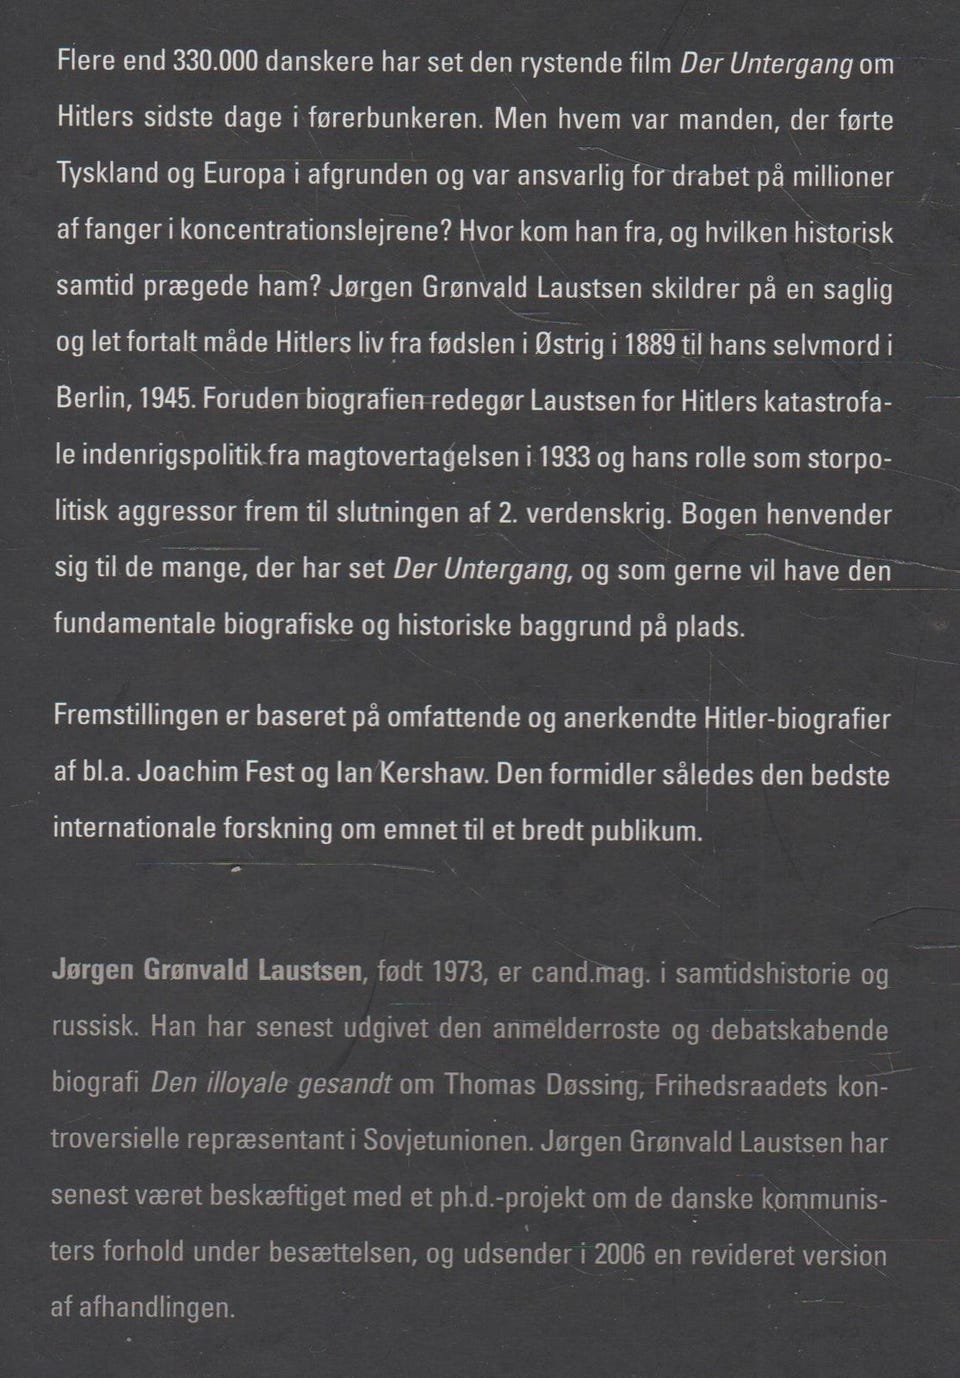 Flere end 330.000 danskere har set den rystende film Der Untergang om
Hitlers sidste dage i førerbunkeren. Men hvem var manden, der førte
Tyskland og Europa i afgrunden og var ansvarlig for drabet på millioner
af fanger i koncentrationslejrene? Hvor kom han fra, og hvilken historisk
samtid prægede ham? Jørgen Grønvald Laustsen skildrer på en saglig
og let fortalt måde Hitlers liv fra fødslen i Østrig i 1889 til hans selvmord i
Berlin, 1945. Foruden biografien redegør Laustsen for Hitlers katastrofa-
le indenrigspolitik fra magtovertagelsen i 1933 og hans rolle som storpo-
litisk aggressor frem til slutningen af 2. verdenskrig. Bogen henvender
sig til de mange, der har set Der Untergang, og som gerne vil have den
fundamentale biografiske og historiske baggrund på plads.
Fremstillingen er baseret på omfattende og anerkendte Hitler-biografier
af bl.a. Joachim Fest og Ian Kershaw. Den formidler således den bedste
internationale forskning om emnet til et bredt publikum.
Jørgen Grønvald Laustsen, født 1973, er cand.mag. i samtidshistorie og
russisk. Han har senest udgivet den anmelderroste og debatskabende
biografi Den illoyale gesandt om Thomas Døssing, Frihedsraadets kon-
troversielle repræsentant i Sovjetunionen. Jørgen Grønvald Laustsen har
senest været beskæftiget med et ph.d.-projekt om de danske kommunis-
ters forhold under besættelsen, og udsender i 2006 en revideret version
af afhandlingen.